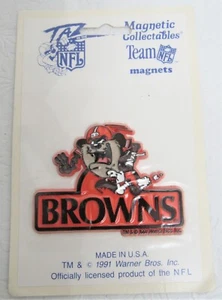 TAZ
NFL
Magnetic
Collectables
Team NFL
magnets
BROWNS
MADE IN U.S.A.
TM & © 1991 Warner Bros. Inc.
Officially licensed product of the NFL